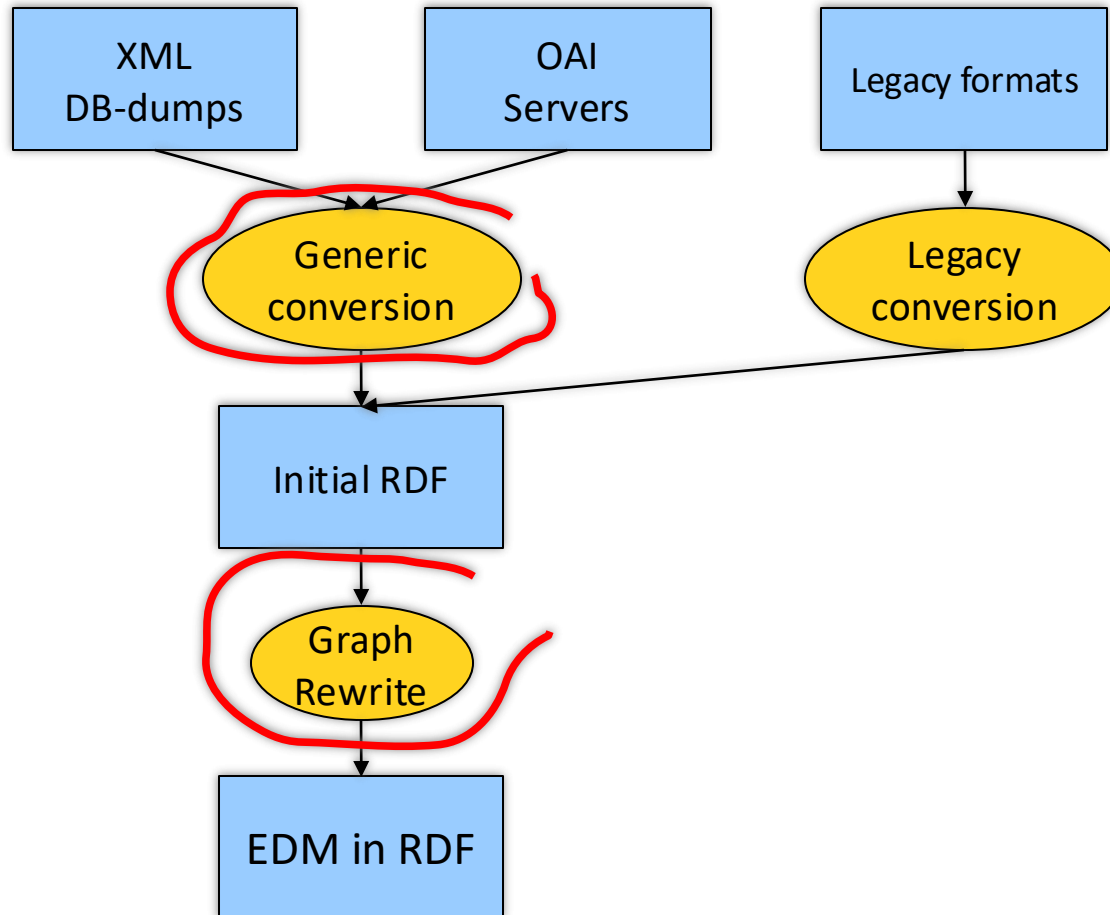 XML
DB-dumps
OAI
Servers
Legacy formats
Generic
conversion
Legacy
conversion
Initial RDF
Graph
Rewrite
EDM in RDF